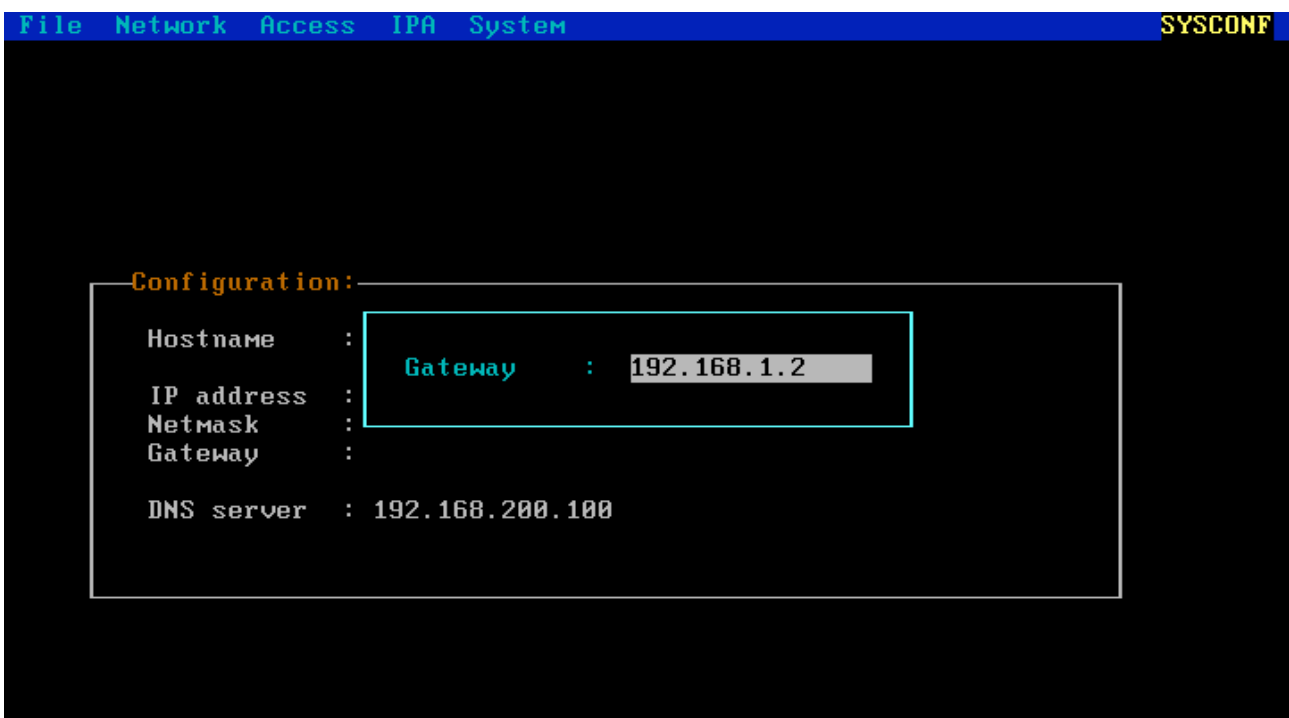 File Network Access IPA System SYSCONF
Configuration:
Hostname :
Gateway : 192.168.1.2
IP address :
Netmask :
Gateway :
DNS server : 192.168.200.100